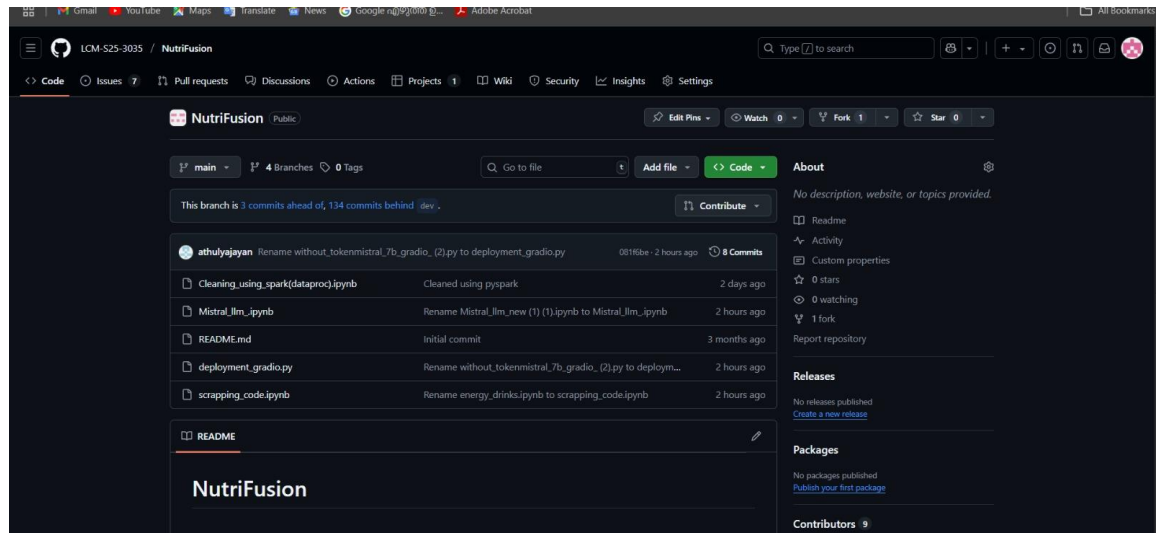 Gmail YouTube Maps Translate News Adobe Acrobat All Bookmarks
LCM-S25-3035 / NutriFusion Type / to search
Code Issues 7 Pull requests Discussions Actions Projects 1 Wiki Security Insights Settings
NutriFusion Public Edit Pins Watch 0 Fork 1 Star 0
main 4 Branches 0 Tags Go to file t Add file Code
About
No description, website, or topics provided.
This branch is 3 commits ahead of, 134 commits behind dev . Contribute
Readme
Activity
Custom properties
0 stars
0 watching
1 fork
Report repository
athulyajayan Rename without_tokenmistral_7b_gradio_ (2).py to deployment_gradio.py 081f6be · 2 hours ago 8 Commits
Cleaning_using_spark(dataproc).ipynb Cleaned using pyspark 2 days ago
Mistral_llm_.ipynb Rename Mistral_llm_new (1) (1).ipynb to Mistral_llm_.ipynb 2 hours ago
README.md Initial commit 3 months ago
deployment_gradio.py Rename without_tokenmistral_7b_gradio_ (2).py to deploym... 2 hours ago
scrapping_code.ipynb Rename energy_drinks.ipynb to scrapping_code.ipynb 2 hours ago
Releases
No releases published
Create a new release
README
NutriFusion
Packages
No packages published
Publish your first package
Contributors 9